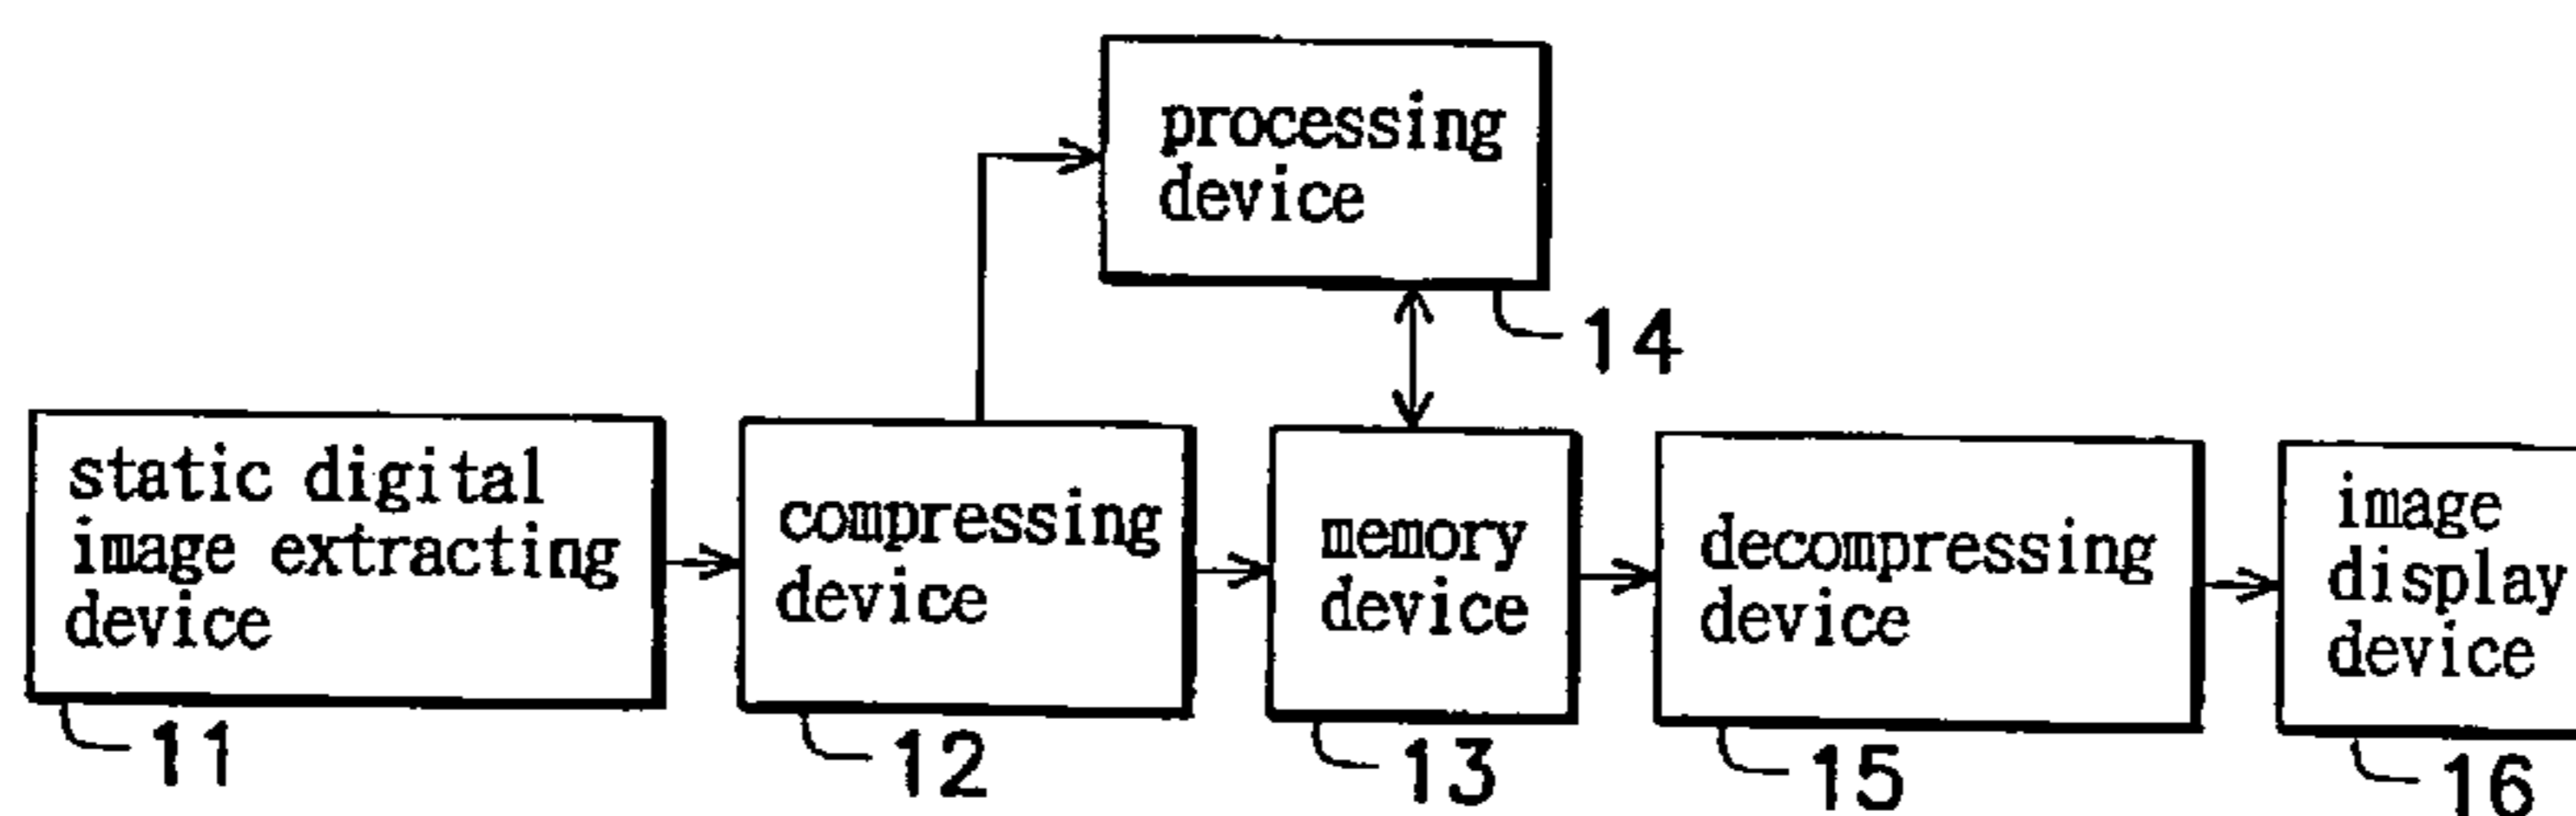 processing
device
14
static digital
image extracting
device
11
compressing
device
12
memory
device
13
decompressing
device
15
image
display
device
16